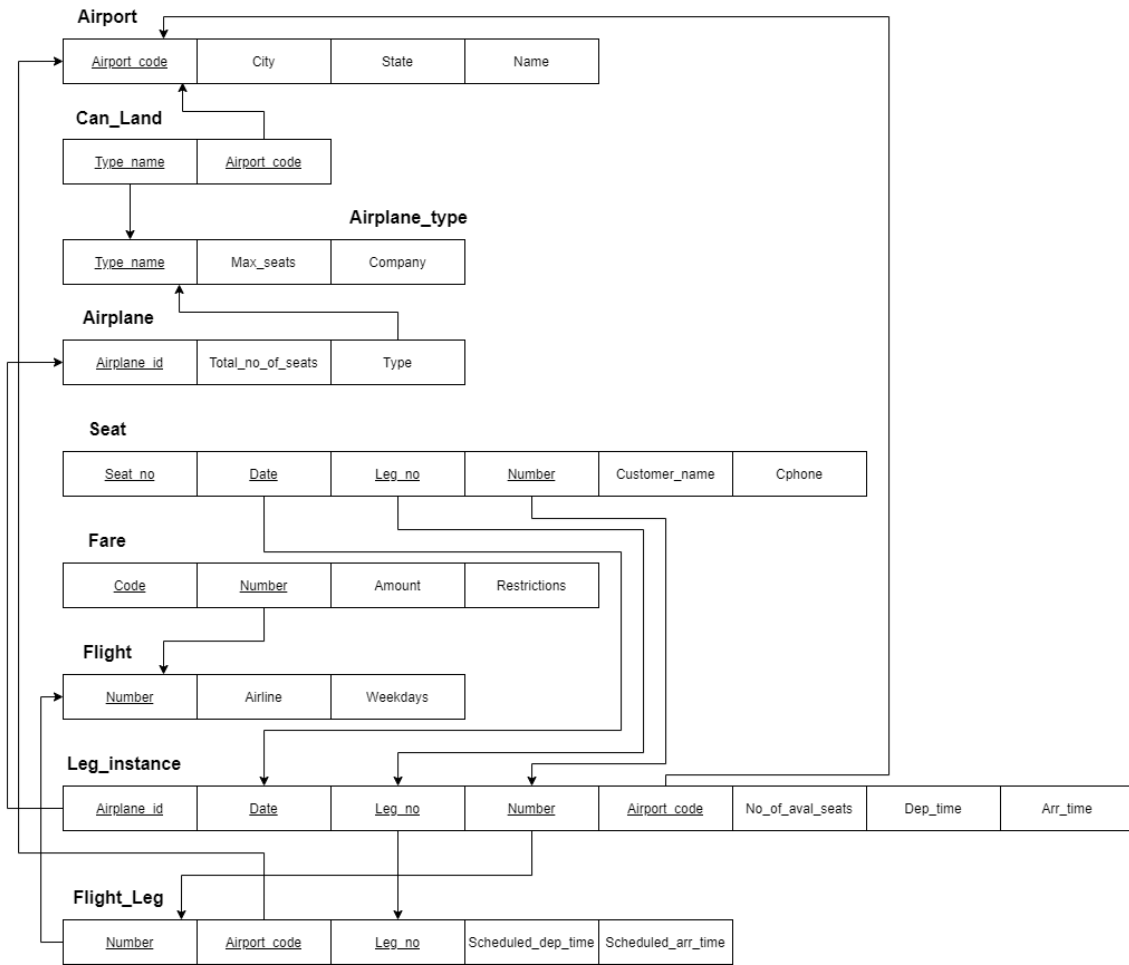 Airport
Airport_code City State Name
Can_Land
Type_name Airport_code
Airplane_type
Type_name Max_seats Company
Airplane
Airplane_id Total_no_of_seats Type
Seat
Seat_no Date Leg_no Number Customer_name Cphone
Fare
Code Number Amount Restrictions
Flight
Number Airline Weekdays
Leg_instance
Airplane_id Date Leg_no Number Airport_code No_of_aval_seats Dep_time Arr_time
Flight_Leg
Number Airport_code Leg_no Scheduled_dep_time Scheduled_arr_time